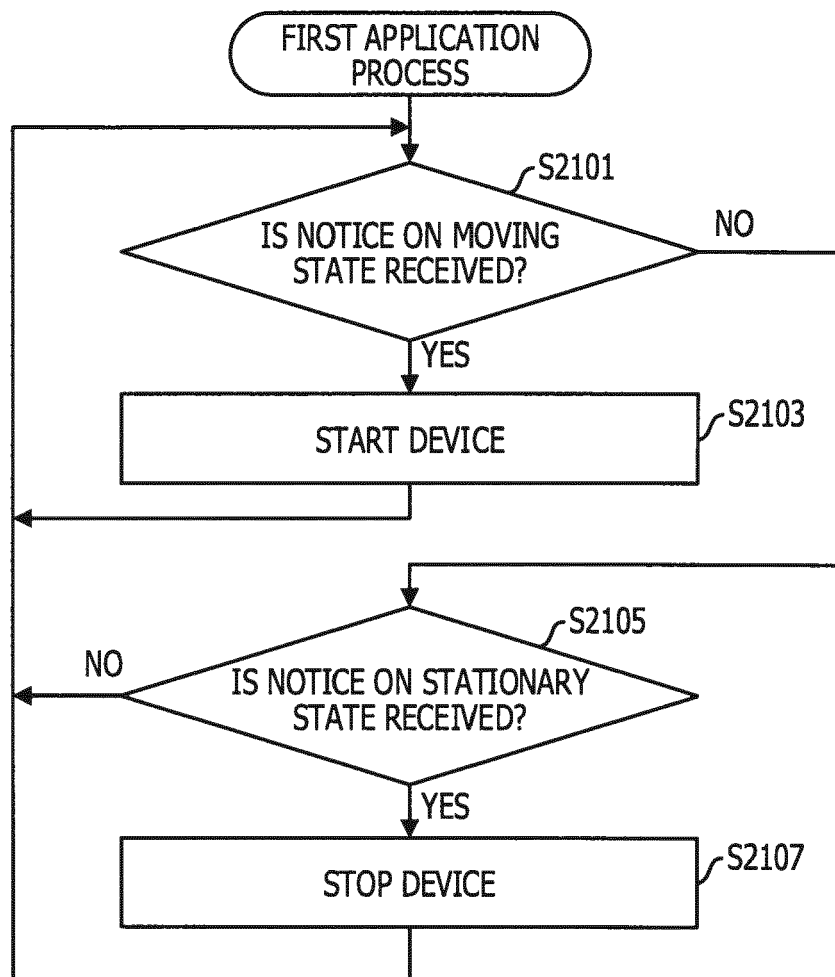 FIRST APPLICATION
PROCESS
S2101
IS NOTICE ON MOVING
STATE RECEIVED?
NO
YES
START DEVICE
S2103
S2105
NO
IS NOTICE ON STATIONARY
STATE RECEIVED?
YES
STOP DEVICE
S2107